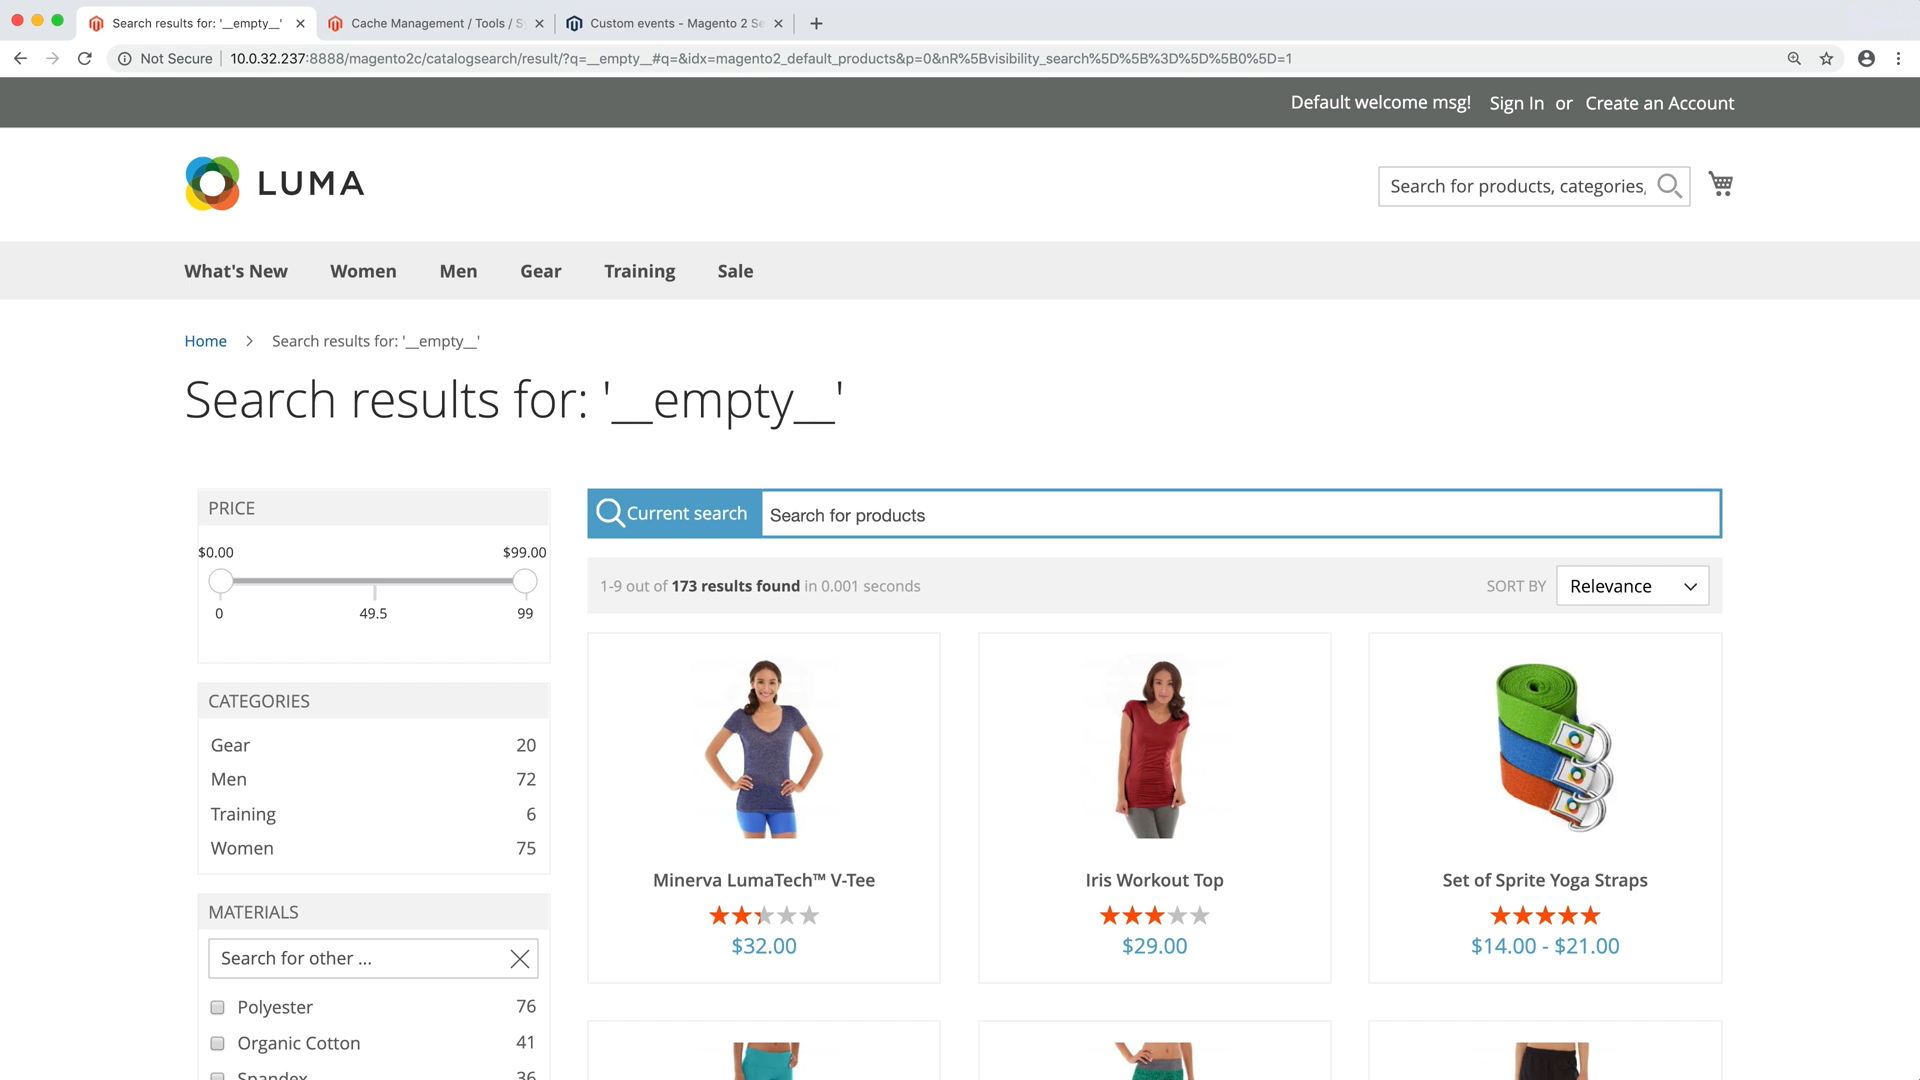 Search results for: '__empty__'
Cache Management / Tools / Sy
Custom events - Magento 2 Se
Not Secure
10.0.32.237:8888/magento2c/catalogsearch/result/?q=__empty__#q=&idx=magento2_default_products&p=0&nR%5Bvisibility_search%5D%5B%3D%5D%5B0%5D=1
Default welcome msg! Sign In or Create an Account
LUMA
Search for products, categories,
What's New Women Men Gear Training Sale
Home > Search results for: '__empty__'
Search results for: '__empty__'
PRICE
$0.00 $99.00
0 49.5 99
CATEGORIES
Gear 20
Men 72
Training 6
Women 75
MATERIALS
Search for other ...
Polyester 76
Organic Cotton 41
Spandex 36
Current search
Search for products
1-9 out of 173 results found in 0.001 seconds
SORT BY Relevance
Minerva LumaTech™ V-Tee
$32.00
Iris Workout Top
$29.00
Set of Sprite Yoga Straps
$14.00 - $21.00